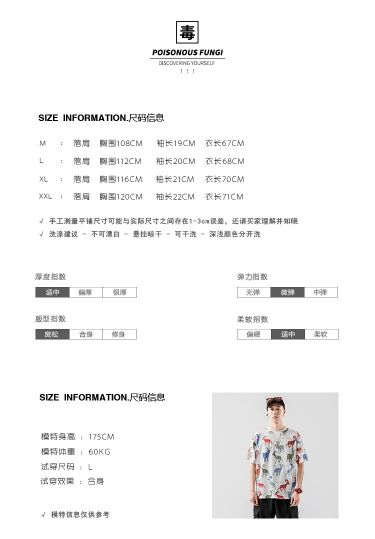 毒
POISONOUS FUNGI
DISCOVERING YOURSELF
! ! !
SIZE INFORMATION.尺码信息
M : 落肩 胸围108CM 袖长19CM 衣长67CM
L : 落肩 胸围112CM 袖长20CM 衣长68CM
XL : 落肩 胸围116CM 袖长21CM 衣长70CM
XXL : 落肩 胸围120CM 袖长22CM 衣长71CM
√ 手工测量平铺尺寸可能与实际尺寸之间存在1-3cm误差，还请买家理解并知晓
√ 洗涤建议 - 不可漂白 - 悬挂晾干 - 可干洗 - 深浅颜色分开洗
厚度指数 弹力指数
适中 偏厚 很厚 无弹 微弹 中弹
版型指数 柔软指数
宽松 合身 修身 偏硬 适中 柔软
SIZE INFORMATION.尺码信息
模特身高 : 175CM
模特体重 : 60KG
试穿尺码 : L
试穿效果 : 合身
√ 模特信息仅供参考